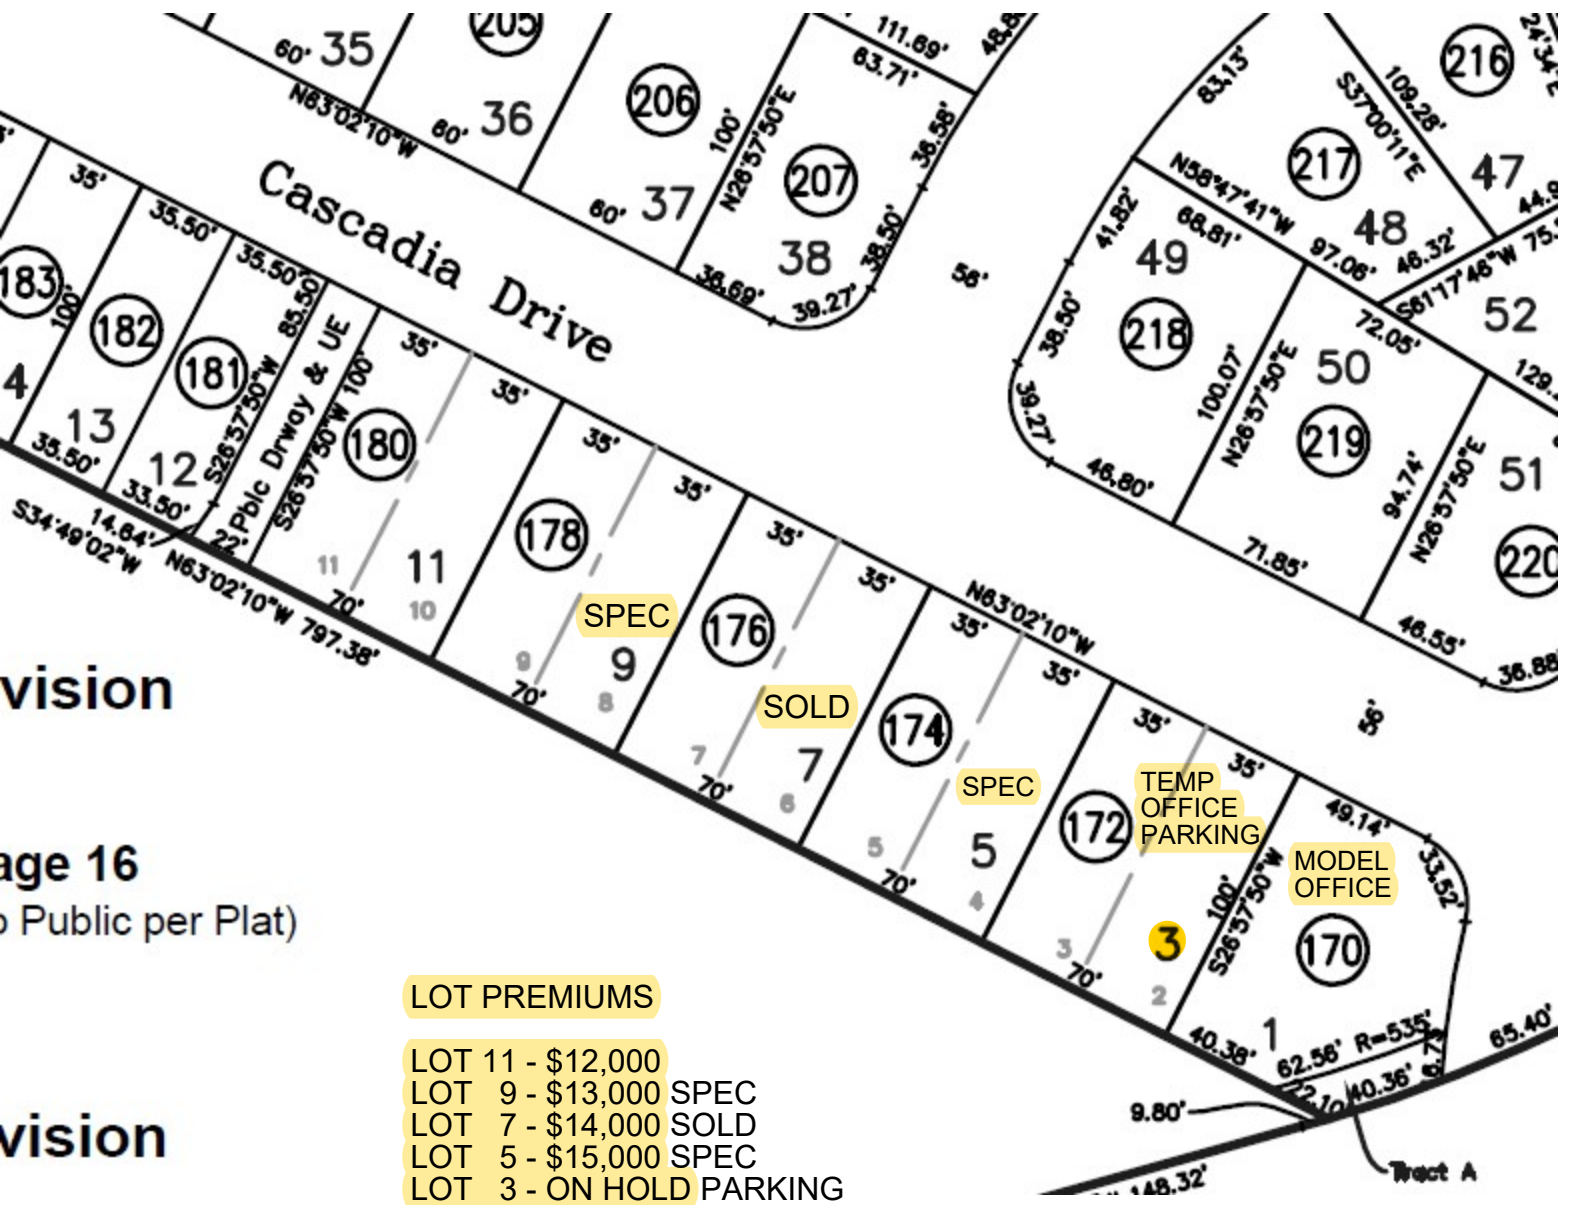 205
35
60'
N63°02'10"W
60'
36
206
100'
N26°57'50"E
60'
37
111.69'
63.71'
36.58'
207
38
38.50'
36.69'
39.27'
83.13'
S37°00'11"E
109.28'
216
24'34"E
217
47
48
N58°47'41"W
68.81'
97.06'
46.32'
S61°17'46"W
41.82'
49
56'
38.50'
218
39.27'
100.07'
N26°57'50"E
46.80'
72.05'
50
219
52
71.85'
94.74'
N26°57'50"E
51
220
46.55'
36.88'
Cascadia Drive
35'
183
100'
4
35.50'
182
13
35.50'
35.50'
181
85.50'
S26°57'50"W
12
33.50'
14.64'
S34°49'02"W
Pblc Drway & UE
S26°57'50"W 100'
22'
N63°02'10"W 797.38'
35'
180
11
11
70'
10
35'
35'
178
SPEC
9
9
70'
8
35'
35'
176
SOLD
7
7
70'
6
35'
N63°02'10"W
35'
174
SPEC
5
5
70'
4
35'
35'
172
TEMP
OFFICE
PARKING
3
3
70'
2
35'
100'
S26°57'50"W
56'
49.14'
33.52'
MODEL
OFFICE
170
1
40.38'
62.56' R=535'
40.36'
22.10'
65.40'
9.80'
148.32'
Tract A
vision
age 16
Public per Plat)
vision
LOT PREMIUMS
LOT 11 - $12,000
LOT 9 - $13,000 SPEC
LOT 7 - $14,000 SOLD
LOT 5 - $15,000 SPEC
LOT 3 - ON HOLD PARKING